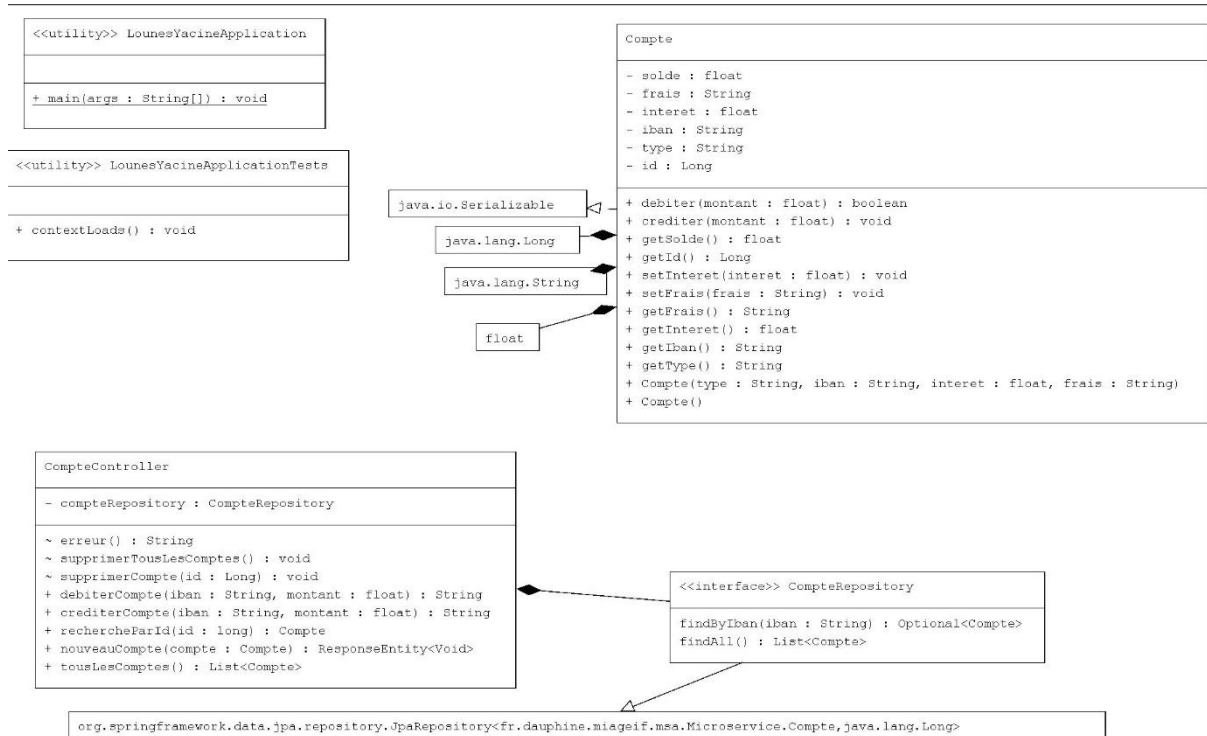 <<utility>> LounesYacineApplication
+ main(args : String[]) : void
<<utility>> LounesYacineApplicationTests
+ contextLoads() : void
Compte
- solde : float
- frais : String
- interet : float
- iban : String
- type : String
- id : Long
+ debiter(montant : float) : boolean
+ crediter(montant : float) : void
+ getSolde() : float
+ getId() : Long
+ setInteret(interet : float) : void
+ setFrais(frais : String) : void
+ getFrais() : String
+ getInteret() : float
+ getIban() : String
+ getType() : String
+ Compte(type : String, iban : String, interet : float, frais : String)
+ Compte()
java.io.Serializable
java.lang.Long
java.lang.String
float
CompteController
- compteRepository : CompteRepository
~ erreur() : String
~ supprimerTousLesComptes() : void
~ supprimerCompte(id : Long) : void
+ debiterCompte(iban : String, montant : float) : String
+ crediterCompte(iban : String, montant : float) : String
+ rechercheParId(id : long) : Compte
+ nouveauCompte(compte : Compte) : ResponseEntity<Void>
+ tousLesComptes() : List<Compte>
<<interface>> CompteRepository
findByIban(iban : String) : Optional<Compte>
findAll() : List<Compte>
org.springframework.data.jpa.repository.JpaRepository<fr.dauphine.miageif.msa.Microservice.Compte,java.lang.Long>